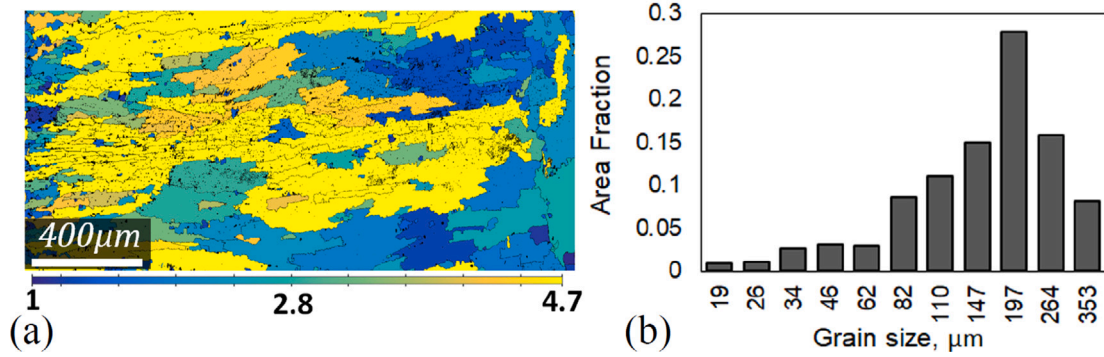 400μm
1 2.8 4.7
(a)
0.3
0.25
0.2
0.15
0.1
0.05
0
Area Fraction
19 26 34 46 62 82 110 147 197 264 353
Grain size, μm
(b)